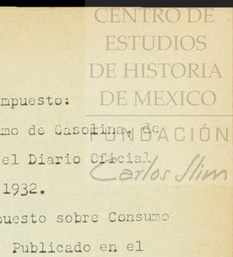 CENTRO DE
ESTUDIOS
DE HISTORIA
DE MEXICO
FUNDACIÓN
Carlos Slim
mpuesto:
mo de Gasolina, de
el Diario Oficial
1932.
puesto sobre Consumo
Publicado en el